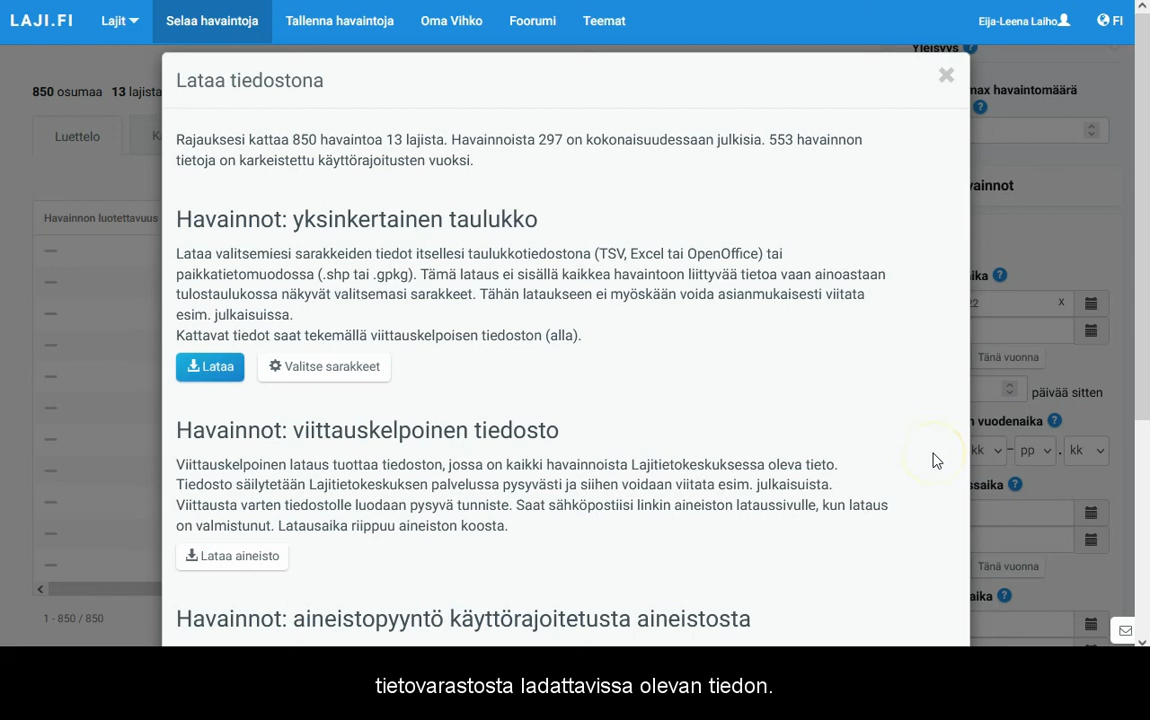 LAJI.FI Lajit Selaa havaintoja Tallenna havaintoja Oma Vihko Foorumi Teemat Eija-Leena Laiho FI
Yleisyys ?
Lataa tiedostona
850 osumaa 13 lajista
max havaintomäärä
?
Luettelo
Rajauksesi kattaa 850 havaintoa 13 lajista. Havainnoista 297 on kokonaisuudessaan julkisia. 553 havainnon
tietoja on karkeistettu käyttörajoitusten vuoksi.
Havainnon luotettavuus
Havainnot: yksinkertainen taulukko
Lataa valitsemiesi sarakkeiden tiedot itsellesi taulukkotiedostona (TSV, Excel tai OpenOffice) tai
paikkatietomuodossa (.shp tai .gpkg). Tämä lataus ei sisällä kaikkea havaintoon liittyvää tietoa vaan ainoastaan
tulostaulukossa näkyvät valitsemasi sarakkeet. Tähän lataukseen ei myöskään voida asianmukaisesti viitata
esim. julkaisuissa.
Kattavat tiedot saat tekemällä viittauskelpoisen tiedoston (alla).
Lataa Valitse sarakkeet
x
Tänä vuonna
päivää sitten
vuodenaika ?
kk – pp . kk
Havainnot: viittauskelpoinen tiedosto
Viittauskelpoinen lataus tuottaa tiedoston, jossa on kaikki havainnoista Lajitietokeskuksessa oleva tieto.
Tiedosto säilytetään Lajitietokeskuksen palvelussa pysyvästi ja siihen voidaan viitata esim. julkaisuista.
Viittausta varten tiedostolle luodaan pysyvä tunniste. Saat sähköpostiisi linkin aineiston lataussivulle, kun lataus
on valmistunut. Latausaika riippuu aineiston koosta.
Lataa aineisto
Tänä vuonna
1 - 850 / 850
Havainnot: aineistopyyntö käyttörajoitetusta aineistosta
tietovarastosta ladattavissa olevan tiedon.